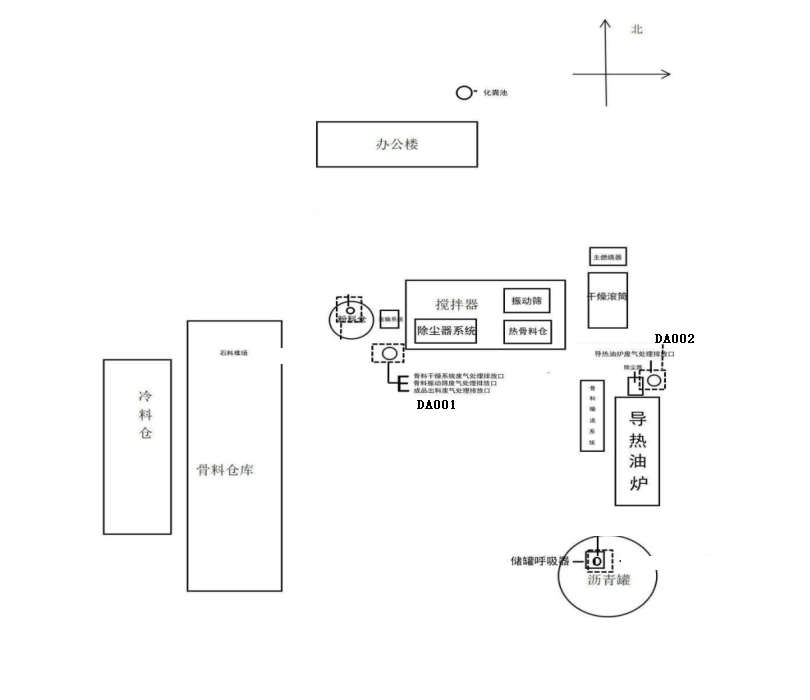 北
化粪池
办公楼
主燃烧器
干燥滚筒
搅拌器
振动筛
粉料仓
除尘器系统
热骨料仓
DA002
导热油炉废气处理排放口
除尘器
石料堆场
骨料干燥系统废气处理排放口
骨料振动筛废气处理排放口
成品出料废气处理排放口
DA001
冷料仓
骨料输送系统
导热油炉
骨料仓库
储罐呼吸器
沥青罐